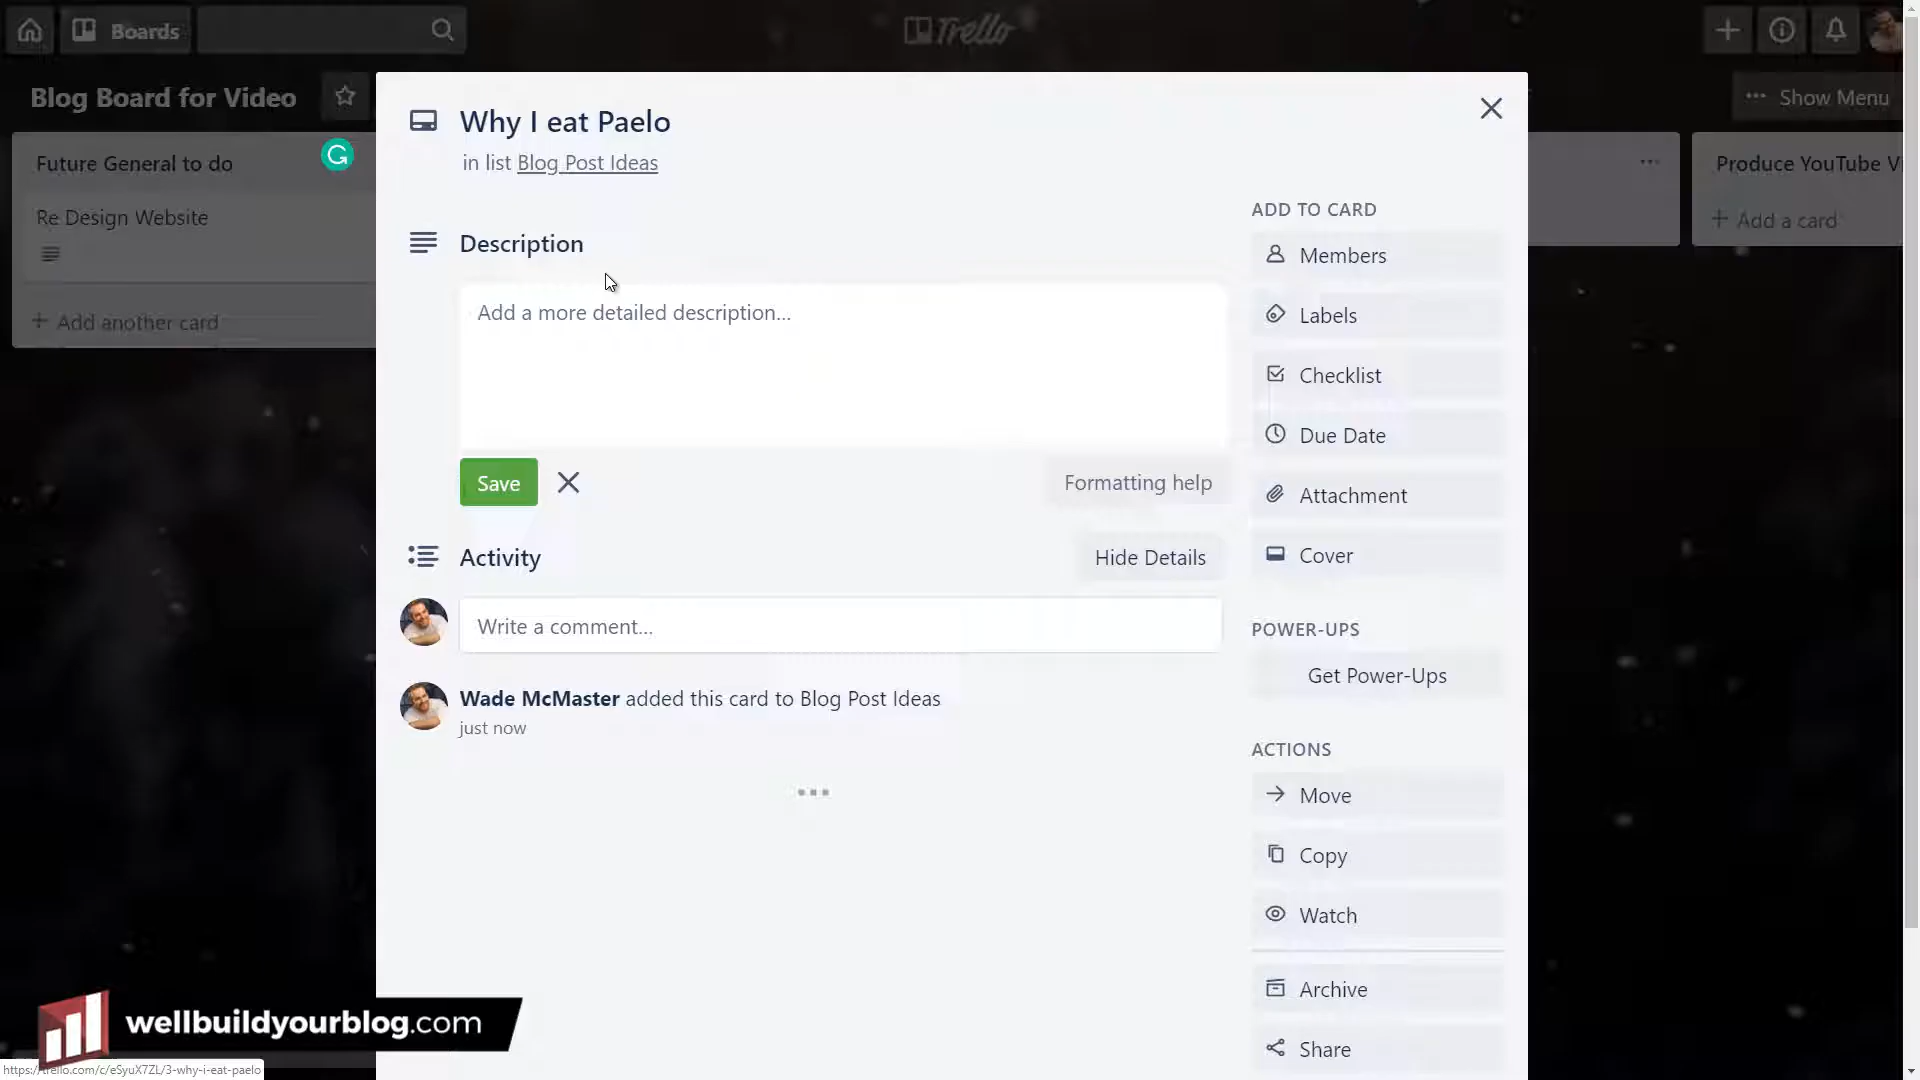 Boards
Trello
Blog Board for Video
Show Menu
Future General to do
Re Design Website
+ Add another card
Why I eat Paelo
in list Blog Post Ideas
Description
Add a more detailed description...
Save
Formatting help
Activity
Hide Details
Write a comment...
Wade McMaster added this card to Blog Post Ideas
just now
ADD TO CARD
Members
Labels
Checklist
Due Date
Attachment
Cover
POWER-UPS
Get Power-Ups
ACTIONS
Move
Copy
Watch
Archive
Share
Produce YouTube V
+ Add a card
wellbuildyourblog.com
https://trello.com/c/eSyuX7ZL/3-why-i-eat-paelo